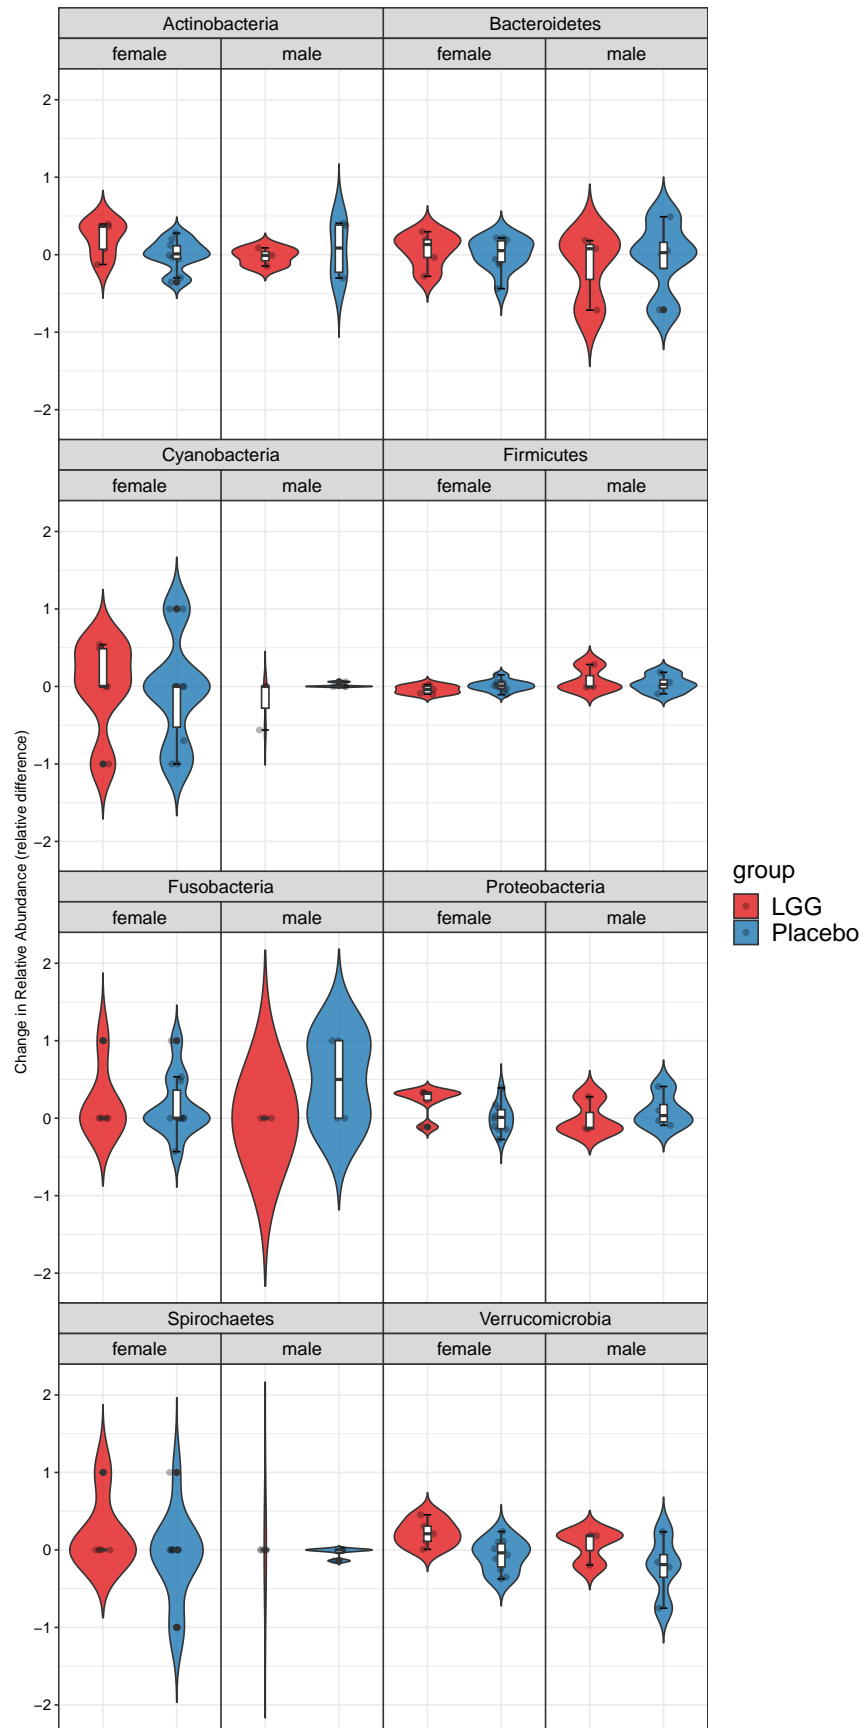 Actinobacteria Bacteroidetes
female male female male
2
1
0
−1
−2
Cyanobacteria Firmicutes
female male female male
2
1
0
−1
−2
Fusobacteria Proteobacteria
female male female male
2
1
0
−1
−2
Spirochaetes Verrucomicrobia
female male female male
2
1
0
−1
−2
Change in Relative Abundance (relative difference)
group
LGG
Placebo